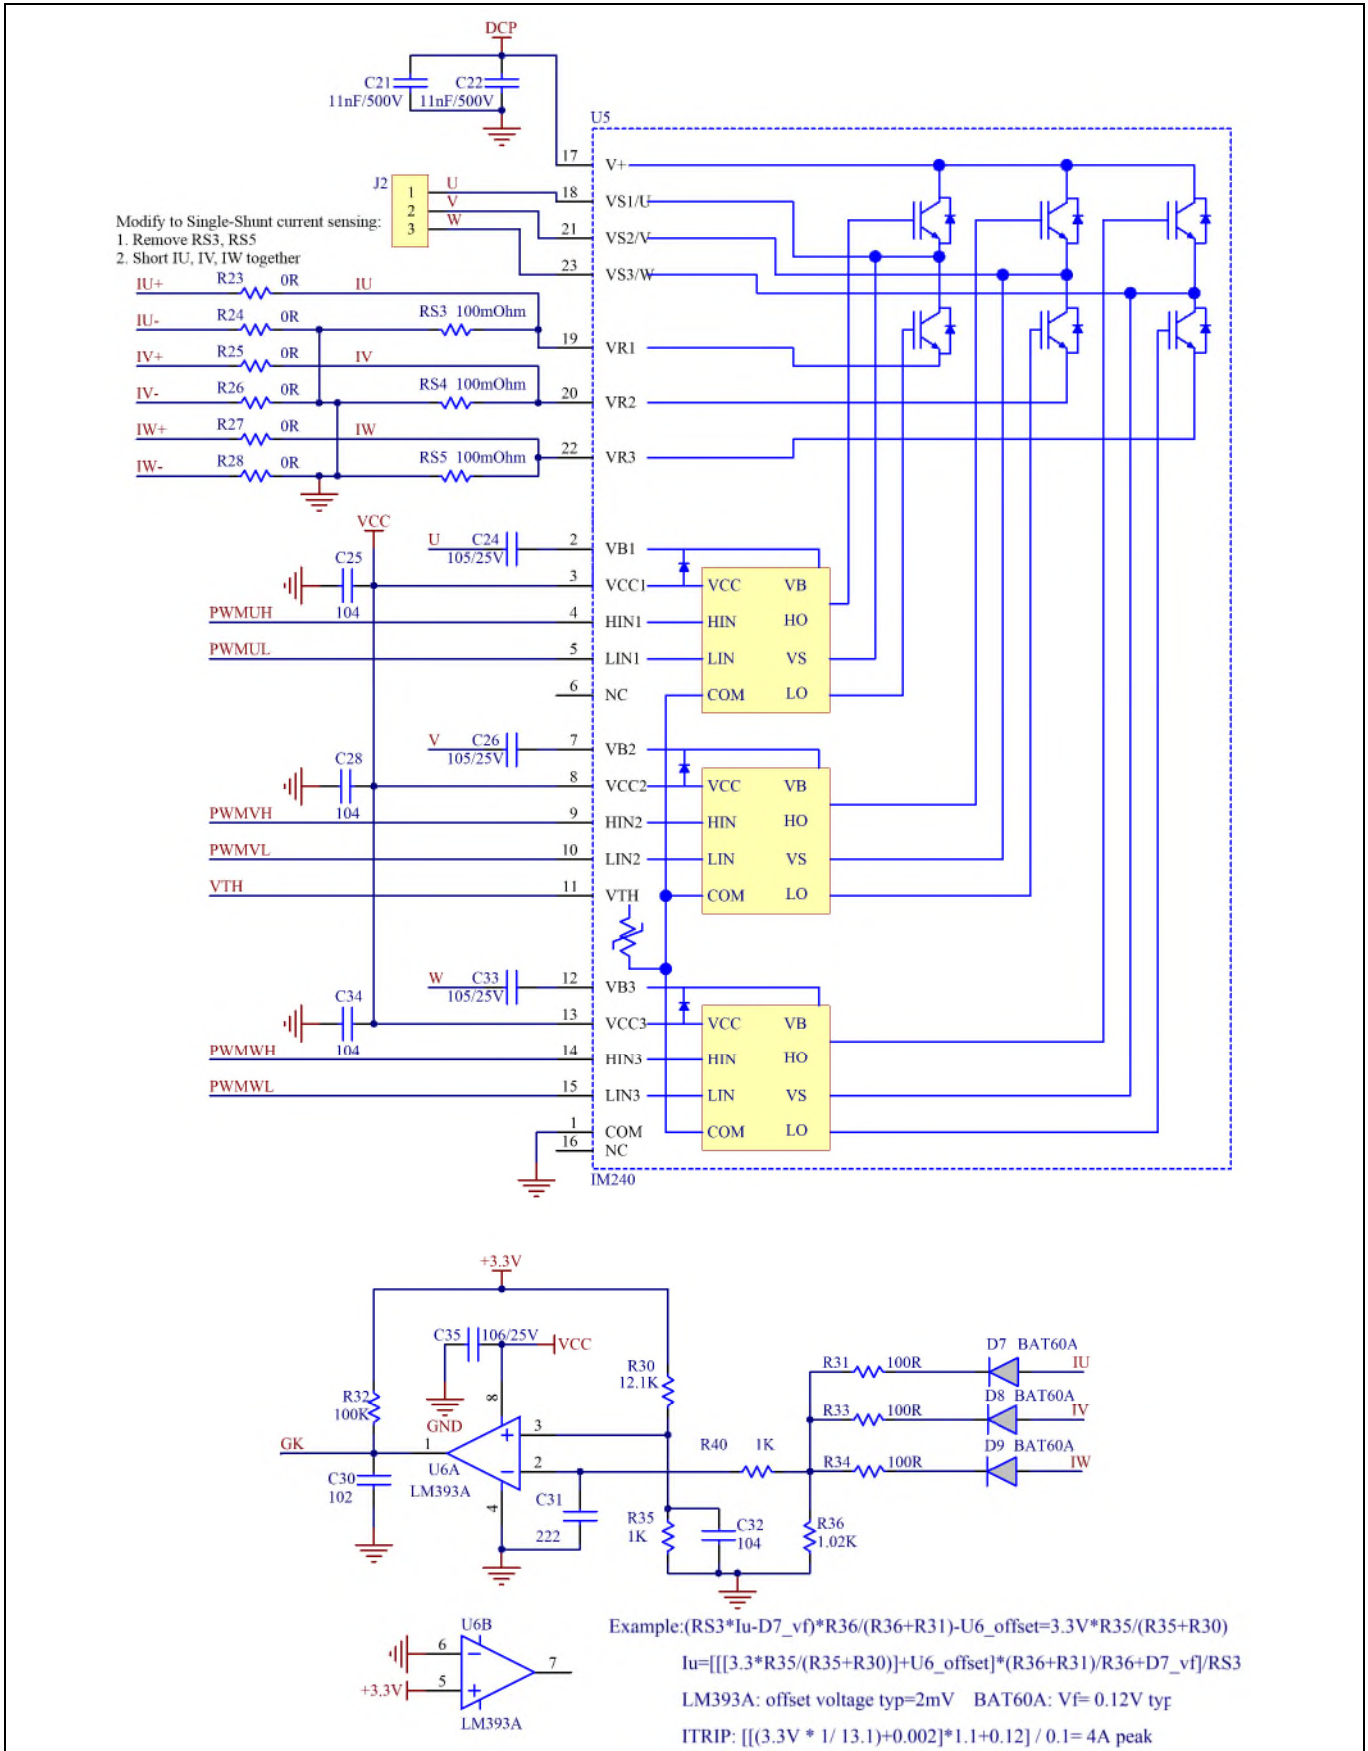 DCP
C21
C22
11nF/500V
11nF/500V
U5
17
V+
J2
1
2
3
U
V
W
18
VS1/U
21
VS2/V
23
VS3/W
Modify to Single-Shunt current sensing:
1. Remove RS3, RS5
2. Short IU, IV, IW together
IU+
R23
0R
IU
IU-
R24
0R
RS3 100mOhm
19
VR1
IV+
R25
0R
IV
IV-
R26
0R
RS4 100mOhm
20
VR2
IW+
R27
0R
IW
22
VR3
IW-
R28
0R
RS5 100mOhm
VCC
U
C24
105/25V
2
VB1
C25
104
3
VCC1
VCC
VB
PWMUH
4
HIN1
HIN
HO
PWMUL
5
LIN1
LIN
VS
6
NC
COM
LO
V
C26
105/25V
7
VB2
C28
104
8
VCC2
VCC
VB
PWMVH
9
HIN2
HIN
HO
PWMVL
10
LIN2
LIN
VS
VTH
11
VTH
COM
LO
W
C33
105/25V
12
VB3
C34
104
13
VCC3
VCC
VB
PWMWH
14
HIN3
HIN
HO
PWMWL
15
LIN3
LIN
VS
1
COM
COM
LO
16
NC
IM240
+3.3V
C35
106/25V
VCC
R30
12.1K
R32
100K
GND
8
3
+
GK
1
2
-
U6A
LM393A
4
C30
102
C31
222
R40
1K
R35
1K
C32
104
R36
1.02K
R31
100R
D7 BAT60A
IU
R33
100R
D8 BAT60A
IV
R34
100R
D9 BAT60A
IW
U6B
6
-
7
+3.3V
5
+
LM393A
Example:(RS3*Iu-D7_vf)*R36/(R36+R31)-U6_offset=3.3V*R35/(R35+R30)
Iu=[[[3.3*R35/(R35+R30)]+U6_offset]*(R36+R31)/R36+D7_vf]/RS3
LM393A: offset voltage typ=2mV BAT60A: Vf= 0.12V typ
ITRIP: [[(3.3V * 1/ 13.1)+0.002]*1.1+0.12] / 0.1= 4A peak